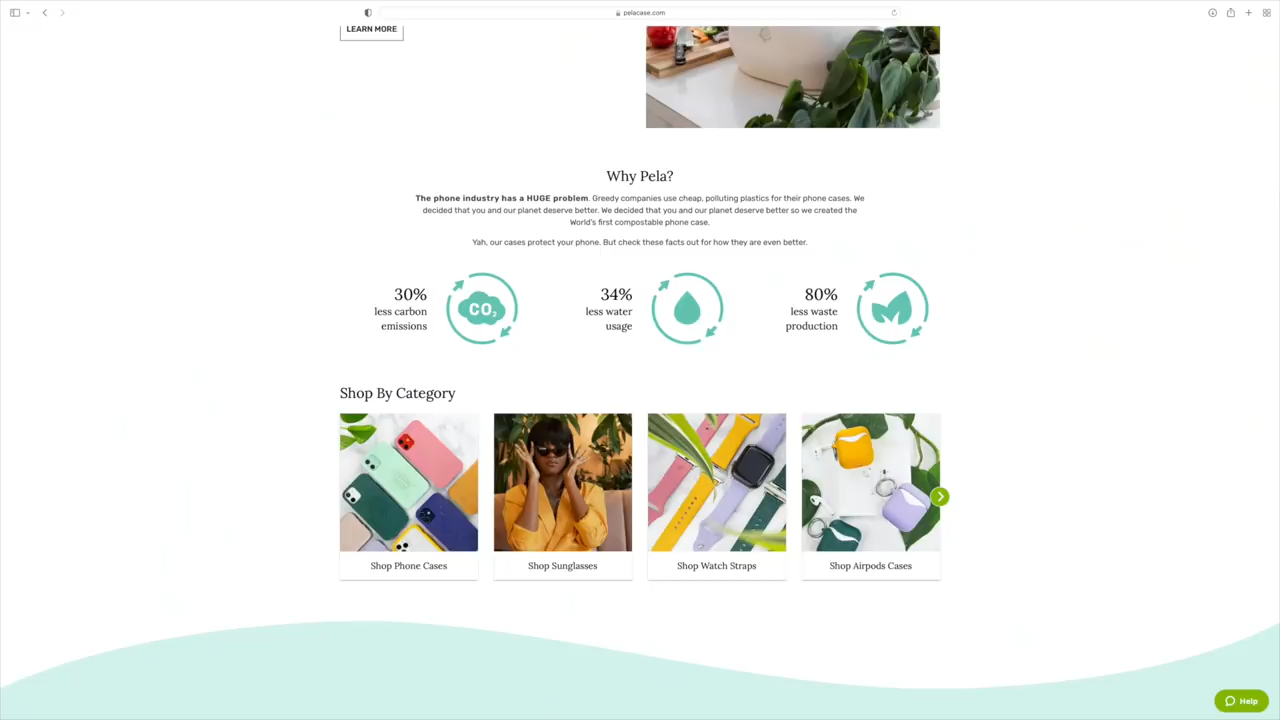 pelacase.com
LEARN MORE
Why Pela?
The phone industry has a HUGE problem. Greedy companies use cheap, polluting plastics for their phone cases. We
decided that you and our planet deserve better. We decided that you and our planet deserve better so we created the
World's first compostable phone case.
Yah, our cases protect your phone. But check these facts out for how they are even better.
30%
less carbon
emissions
CO2
34%
less water
usage
80%
less waste
production
Shop By Category
Shop Phone Cases
Shop Sunglasses
Shop Watch Straps
Shop Airpods Cases
Help